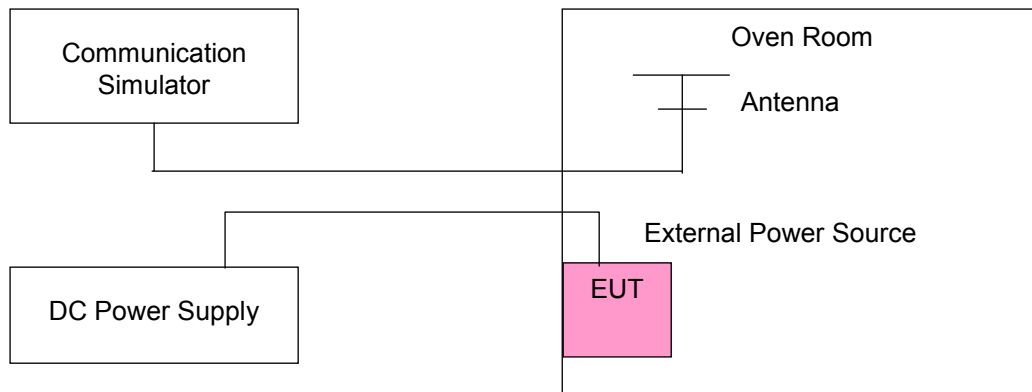 Communication
Simulator
Oven Room
Antenna
External Power Source
DC Power Supply
EUT